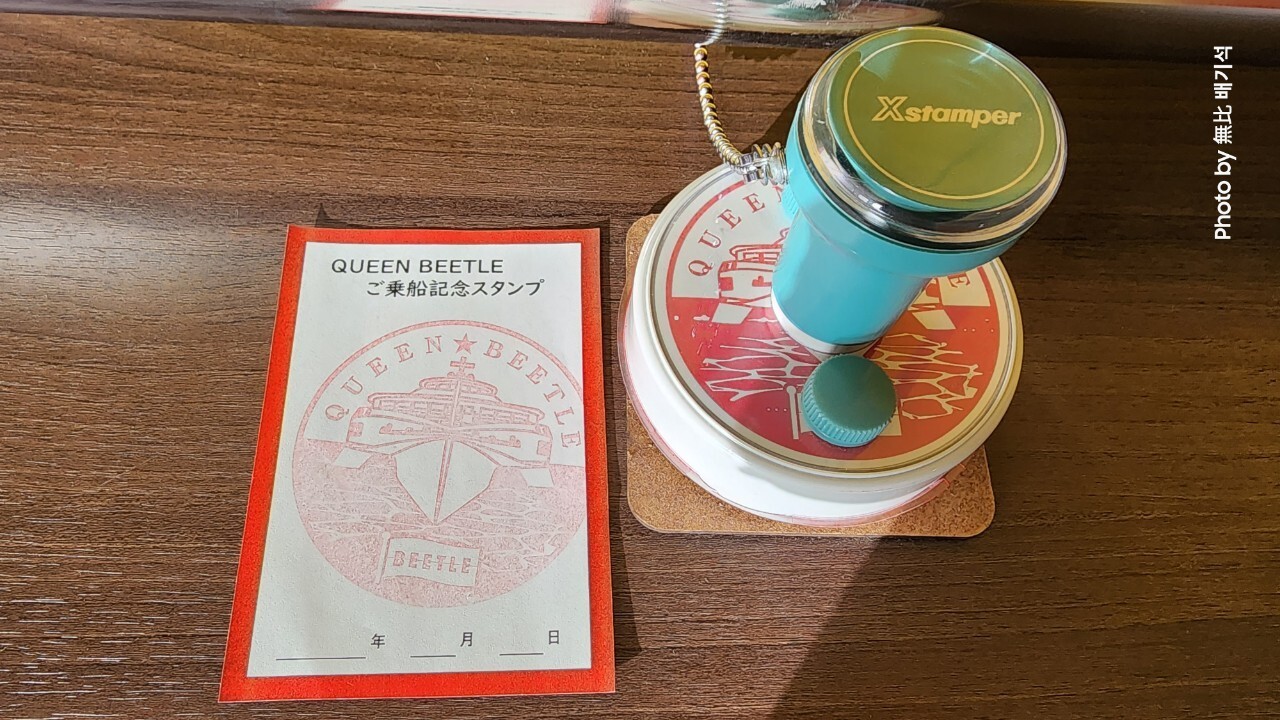 QUEEN BEETLE
ご乗船記念スタンプ
QUEEN★BEETLE
BEETLE
年 月 日
Xstamper
QUEE
E
Photo by 無比 배기석